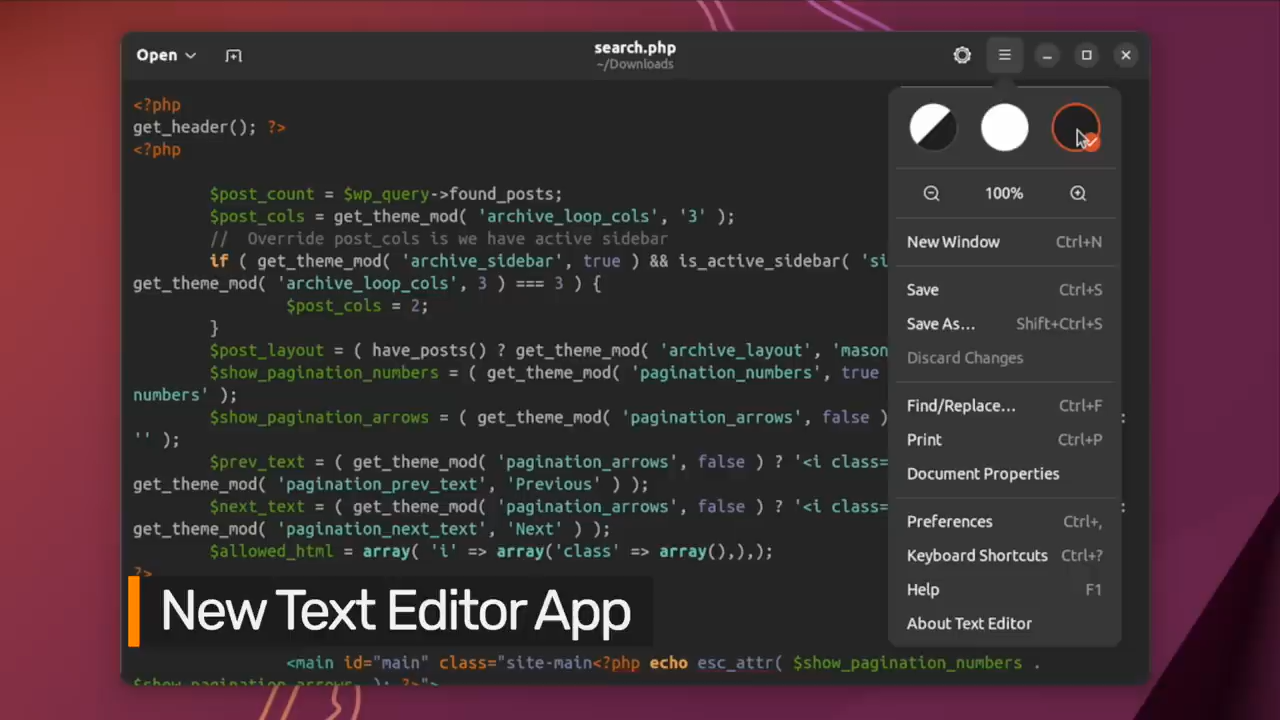 Open
search.php
~/Downloads
<?php
get_header(); ?>
<?php
$post_count = $wp_query->found_posts;
$post_cols = get_theme_mod( 'archive_loop_cols', '3' );
// Override post_cols is we have active sidebar
if ( get_theme_mod( 'archive_sidebar', true ) && is_active_sidebar( 'si
get_theme_mod( 'archive_loop_cols', 3 ) === 3 ) {
$post_cols = 2;
}
$post_layout = ( have_posts() ? get_theme_mod( 'archive_layout', 'mason
$show_pagination_numbers = ( get_theme_mod( 'pagination_numbers', true
numbers' );
$show_pagination_arrows = ( get_theme_mod( 'pagination_arrows', false ) :
'' );
$prev_text = ( get_theme_mod( 'pagination_arrows', false ) ? '<i class= :
get_theme_mod( 'pagination_prev_text', 'Previous' ) );
$next_text = ( get_theme_mod( 'pagination_arrows', false ) ? '<i class= :
get_theme_mod( 'pagination_next_text', 'Next' ) );
$allowed_html = array( 'i' => array('class' => array(),),);
?>
<main id="main" class="site-main<?php echo esc_attr( $show_pagination_numbers .
$show_pagination_arrows ); ?>">
New Text Editor App
100%
New Window Ctrl+N
Save Ctrl+S
Save As... Shift+Ctrl+S
Discard Changes
Find/Replace... Ctrl+F
Print Ctrl+P
Document Properties
Preferences Ctrl+,
Keyboard Shortcuts Ctrl+?
Help F1
About Text Editor